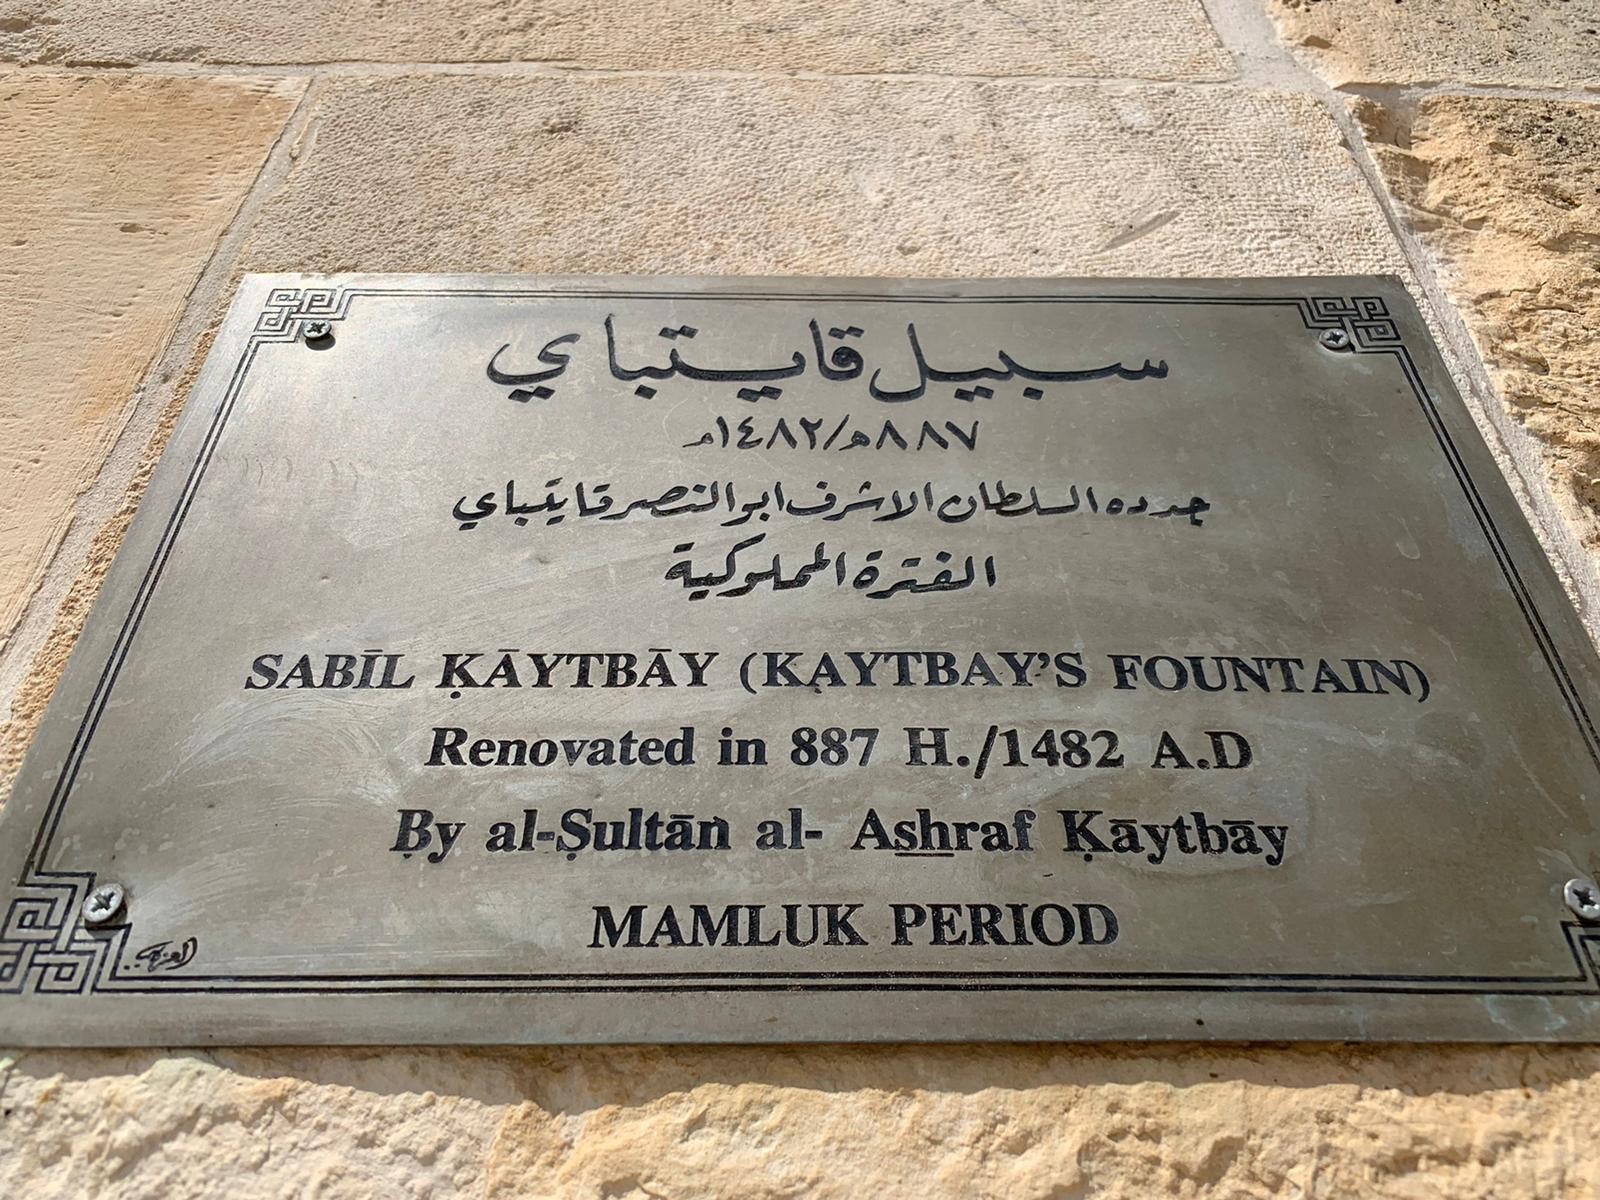 سبيل قايتباي
٨٨٧هـ/١٤٨٢م
جدده السلطان الاشرف ابو النصر قايتباي
الفترة المملوكية
SABĪL ḲĀYTBĀY (ḲAYTBAY'S FOUNTAIN)
Renovated in 887 H./1482 A.D
By al-Ṣultān al- Ashraf Ḳāytbāy
MAMLUK PERIOD